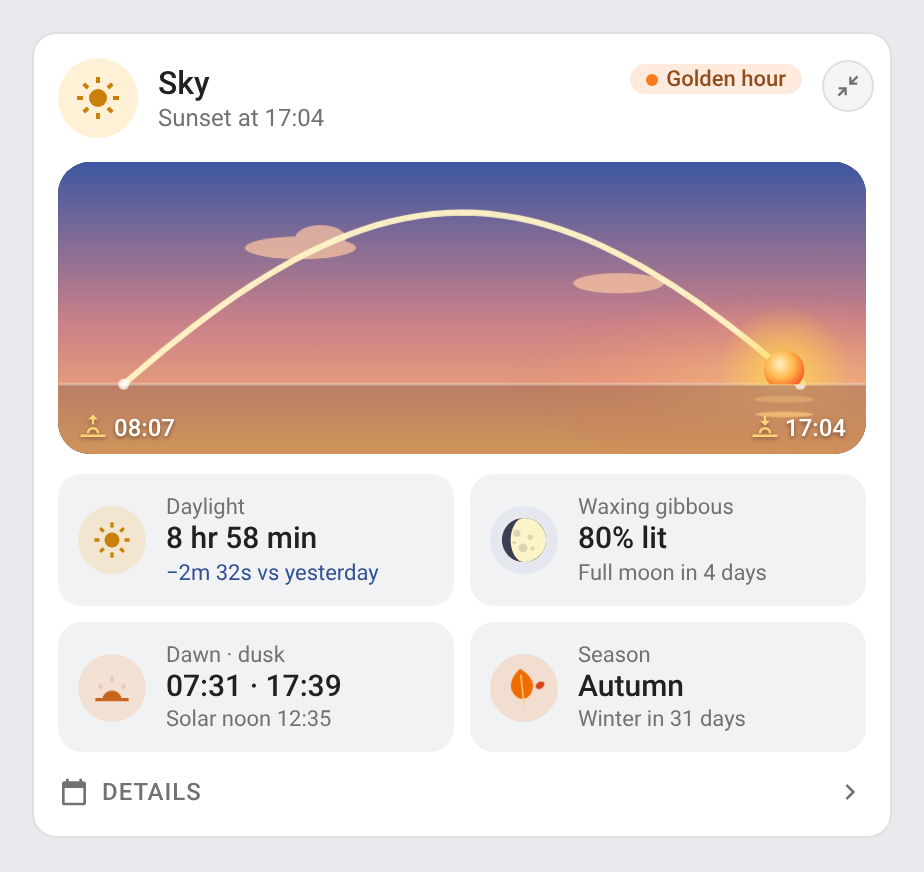 Sky
Golden hour
Sunset at 17:04
08:07
17:04
Daylight
8 hr 58 min
−2m 32s vs yesterday
Waxing gibbous
80% lit
Full moon in 4 days
Dawn · dusk
07:31 · 17:39
Solar noon 12:35
Season
Autumn
Winter in 31 days
DETAILS